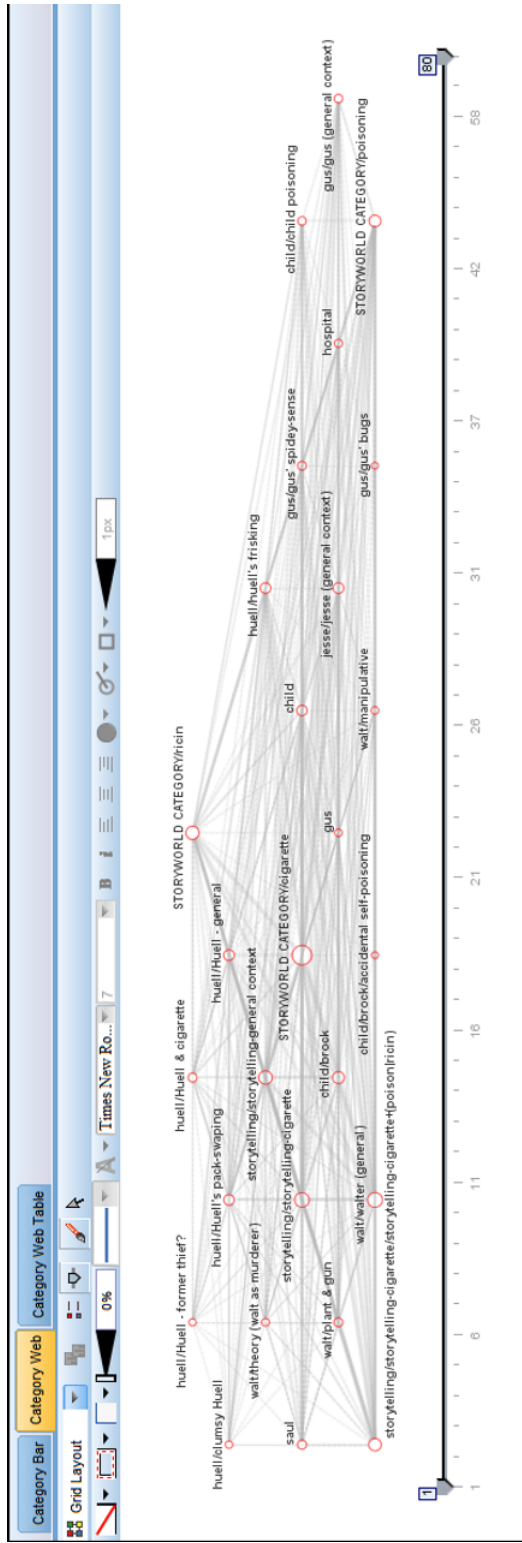 Category Bar
Category Web
Category Web Table
Grid Layout
0%
Times New Ro...
7
B i
1px
STORYWORLD CATEGORY/ricin
huell/Huell - former thief?
huell/Huell & cigarette
huell/clumsy Huell
huell/Huell's pack-swaping
huell/Huell - general
huell/huell's frisking
walt/theory (walt as murderer)
storytelling/storytelling-general context
saul
storytelling/storytelling-cigarette
STORYWORLD CATEGORY/cigarette
child
gus/gus' spidey-sense
child/child poisoning
walt/plant & gun
child/brock
gus
jesse/jesse (general context)
hospital
gus/gus (general context)
storytelling/storytelling-cigarette/storytelling-cigarette+(poison|ricin)
walt/walter (general)
child/brock/accidental self-poisoning
walt/manipulative
gus/gus' bugs
STORYWORLD CATEGORY/poisoning
1
80
1 6 11 16 21 26 31 37 42 58